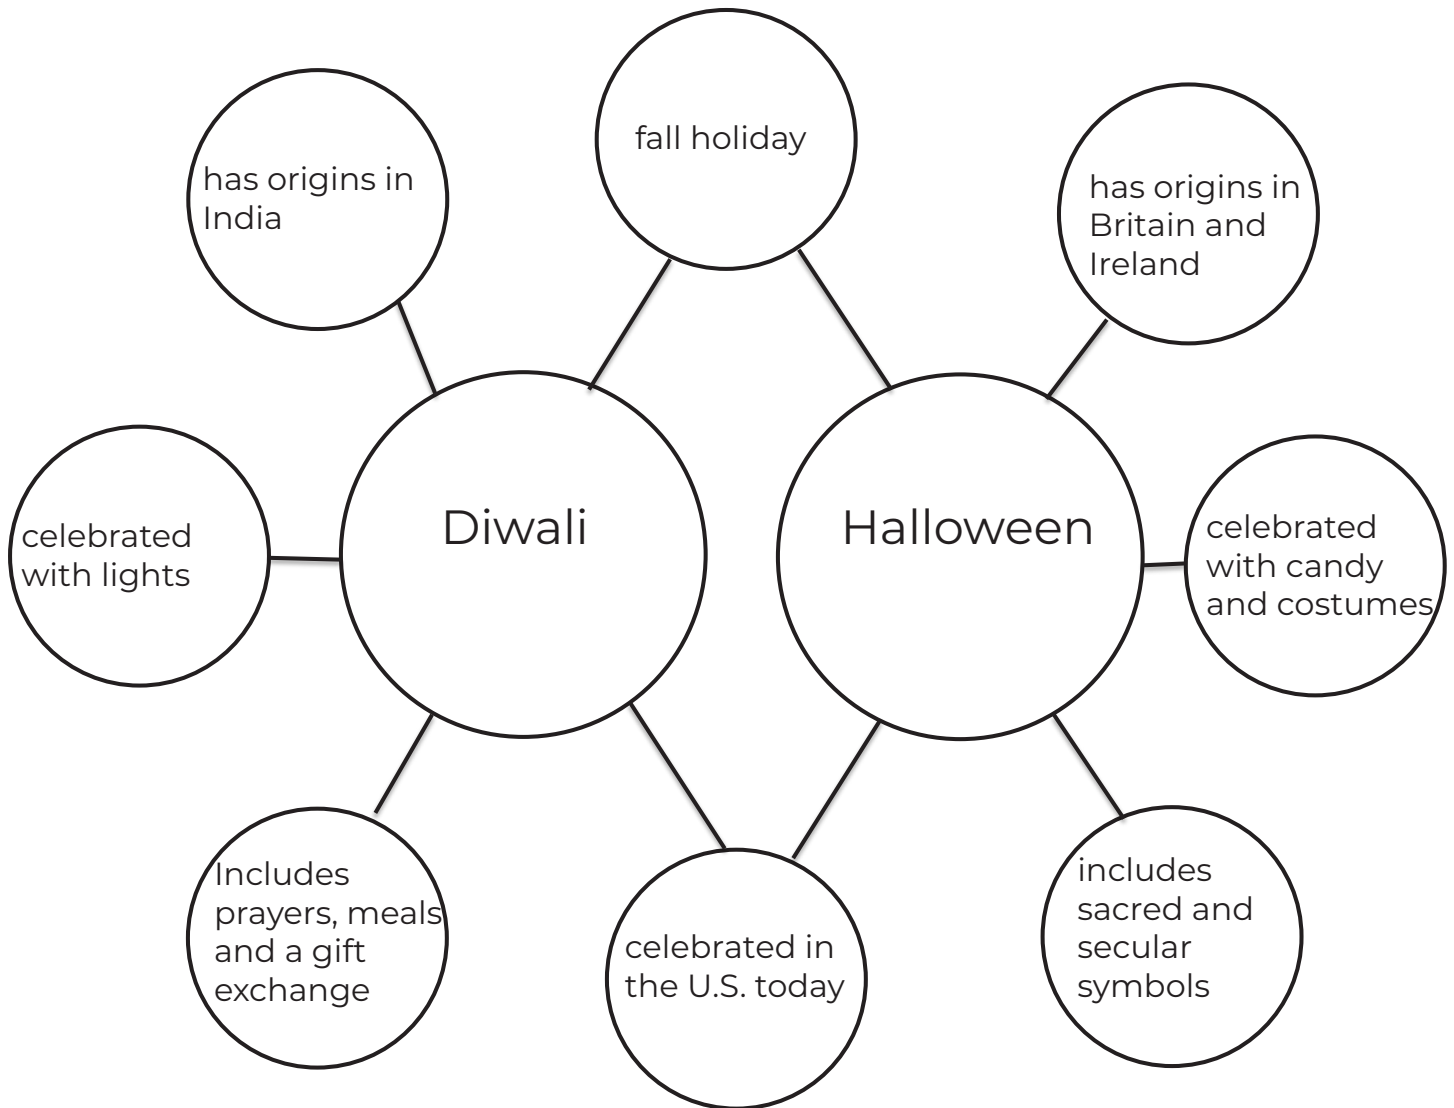 fall holiday
has origins in
India
has origins in
Britain and
Ireland
Diwali
Halloween
celebrated
with lights
celebrated
with candy
and costumes
Includes
prayers, meals
and a gift
exchange
celebrated in
the U.S. today
includes
sacred and
secular
symbols